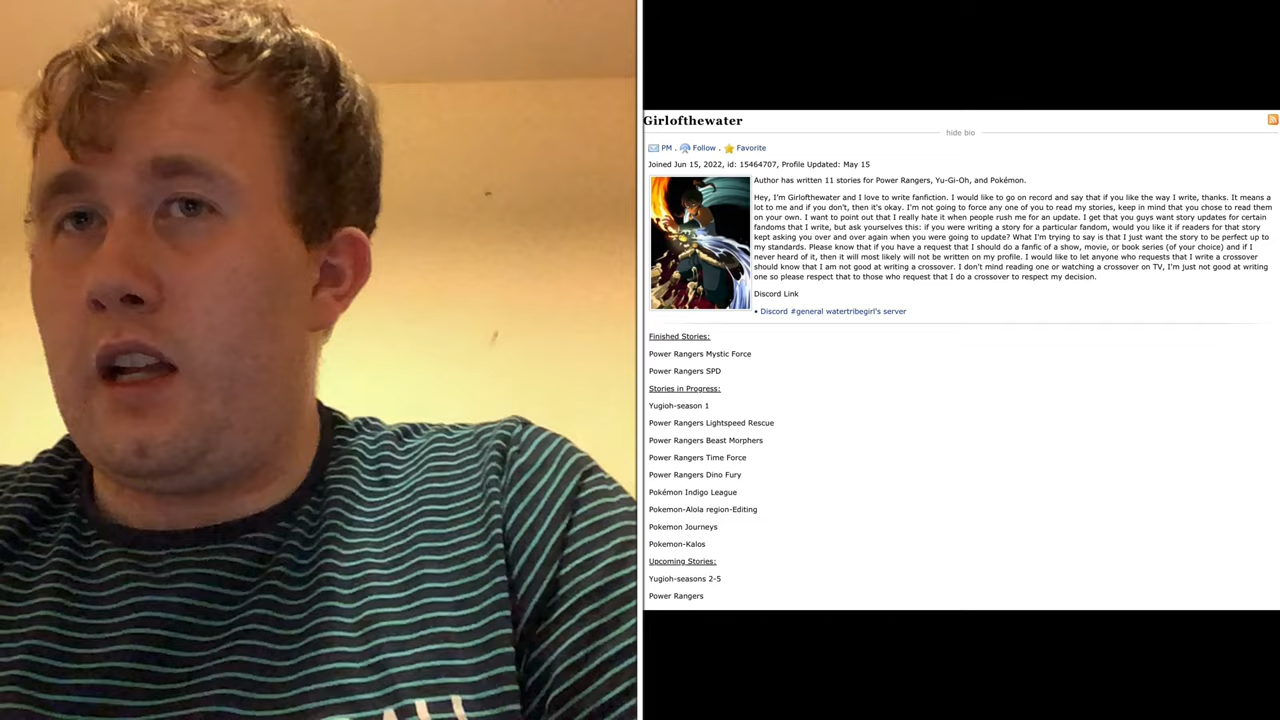 Girlofthewater
hide bio
PM . Follow . Favorite
Joined Jun 15, 2022, id: 15464707, Profile Updated: May 15
Author has written 11 stories for Power Rangers, Yu-Gi-Oh, and Pokémon.
Hey, I'm Girlofthewater and I love to write fanfiction. I would like to go on record and say that if you like the way I write, thanks. It means a
lot to me and if you don't, then it's okay. I'm not going to force any one of you to read my stories, keep in mind that you chose to read them
on your own. I want to point out that I really hate it when people rush me for an update. I get that you guys want story updates for certain
fandoms that I write, but ask yourselves this: if you were writing a story for a particular fandom, would you like it if readers for that story
kept asking you over and over again when you were going to update? What I'm trying to say is that I just want the story to be perfect up to
my standards. Please know that if you have a request that I should do a fanfic of a show, movie, or book series (of your choice) and if I
never heard of it, then it will most likely will not be written on my profile. I would like to let anyone who requests that I write a crossover
should know that I am not good at writing a crossover. I don't mind reading one or watching a crossover on TV, I'm just not good at writing
one so please respect that to those who request that I do a crossover to respect my decision.
Discord Link
• Discord #general watertribegirl's server
Finished Stories:
Power Rangers Mystic Force
Power Rangers SPD
Stories in Progress:
Yugioh-season 1
Power Rangers Lightspeed Rescue
Power Rangers Beast Morphers
Power Rangers Time Force
Power Rangers Dino Fury
Pokémon Indigo League
Pokemon-Alola region-Editing
Pokemon Journeys
Pokemon-Kalos
Upcoming Stories:
Yugioh-seasons 2-5
Power Rangers